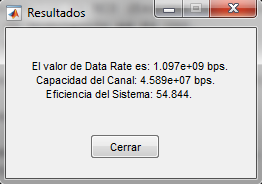 Resultados
El valor de Data Rate es: 1.097e+09 bps.
Capacidad del Canal: 4.589e+07 bps.
Eficiencia del Sistema: 54.844.
Cerrar